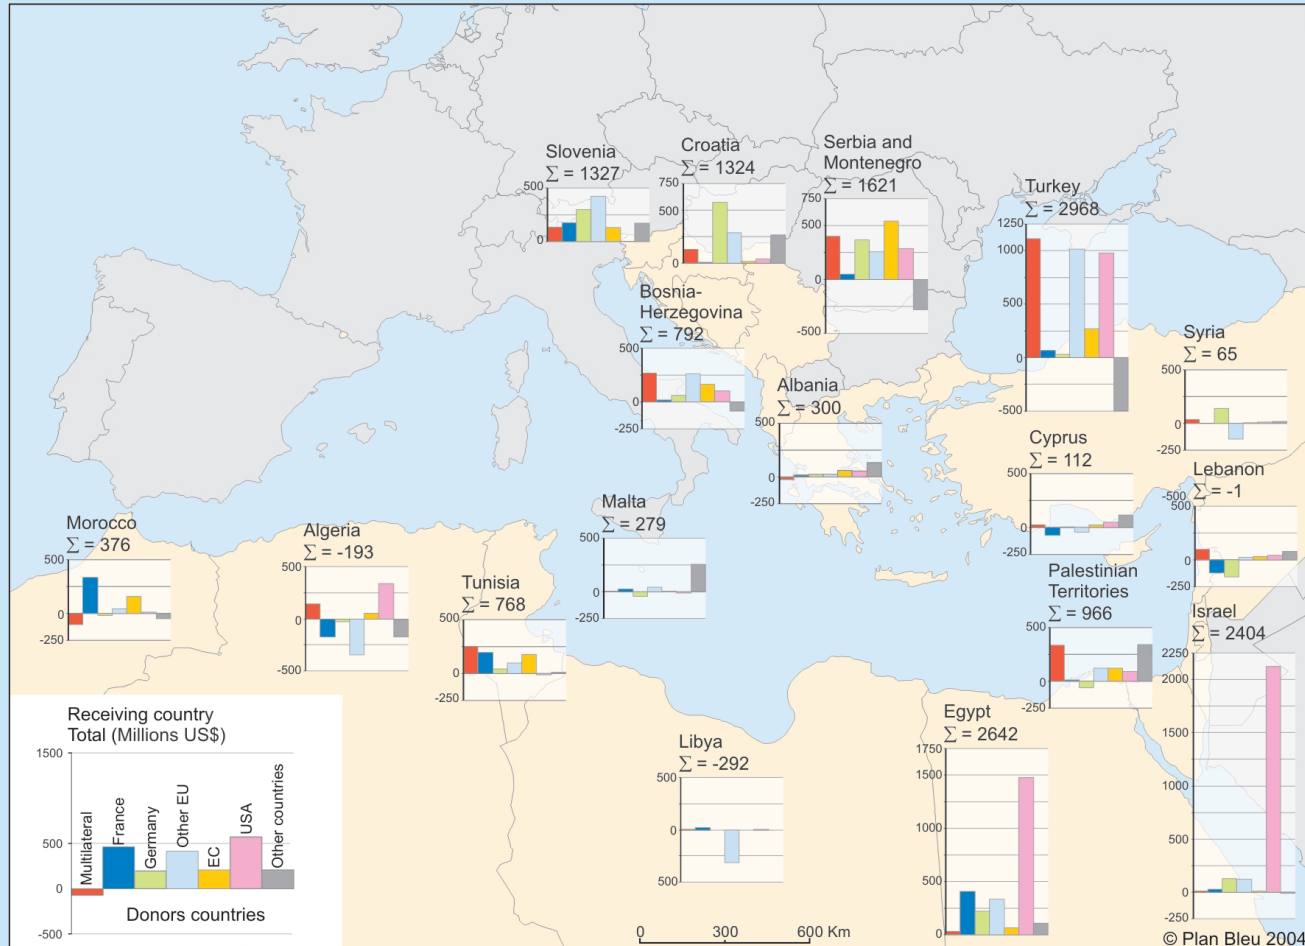 Slovenia
Σ = 1327
500
0
Croatia
Σ = 1324
750
500
0
Serbia and
Montenegro
Σ = 1621
750
500
0
-500
Turkey
Σ = 2968
1250
1000
500
0
-500
Bosnia-
Herzegovina
Σ = 792
500
0
-250
Albania
Σ = 300
500
0
-250
Syria
Σ = 65
500
0
-250
Cyprus
Σ = 112
500
0
-250
Lebanon
Σ = -1
-500
500
0
-250
Malta
Σ = 279
500
0
-250
Morocco
Σ = 376
500
0
-250
Algeria
Σ = -193
500
0
-500
Tunisia
Σ = 768
500
0
-250
Palestinian
Territories
Σ = 966
500
0
-250
Israel
Σ = 2404
2250
2000
1500
1000
500
0
-250
Libya
Σ = -292
500
0
500
Egypt
Σ = 2642
1750
1500
1000
500
0
Receiving country
Total (Millions US$)
1500
500
0
-500
Multilateral
France
Germany
Other EU
EC
USA
Other countries
Donors countries
0 300 600 Km
© Plan Bleu 2004